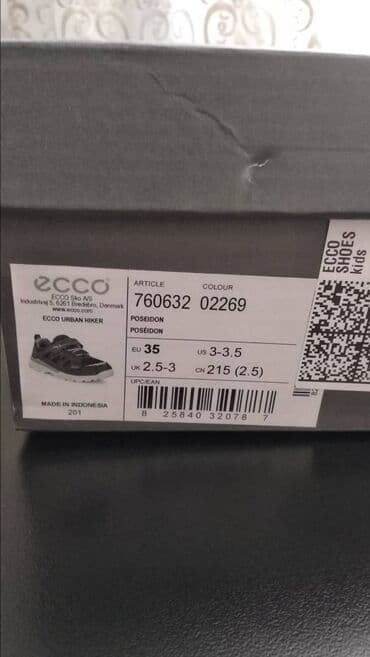 ecco
ECCO Sko A/S
Industrivej 5, 6261 Bredebro, Denmark
www.ecco.com
ECCO URBAN HIKER
MADE IN INDONESIA
201
ARTICLE COLOUR
760632 02269
POSEIDON
POSÉIDON
EU 35 US 3-3.5
UK 2.5-3 CN 215 (2.5)
UPC/EAN
8 25840 32078 7
ECCO
SHOES
kids